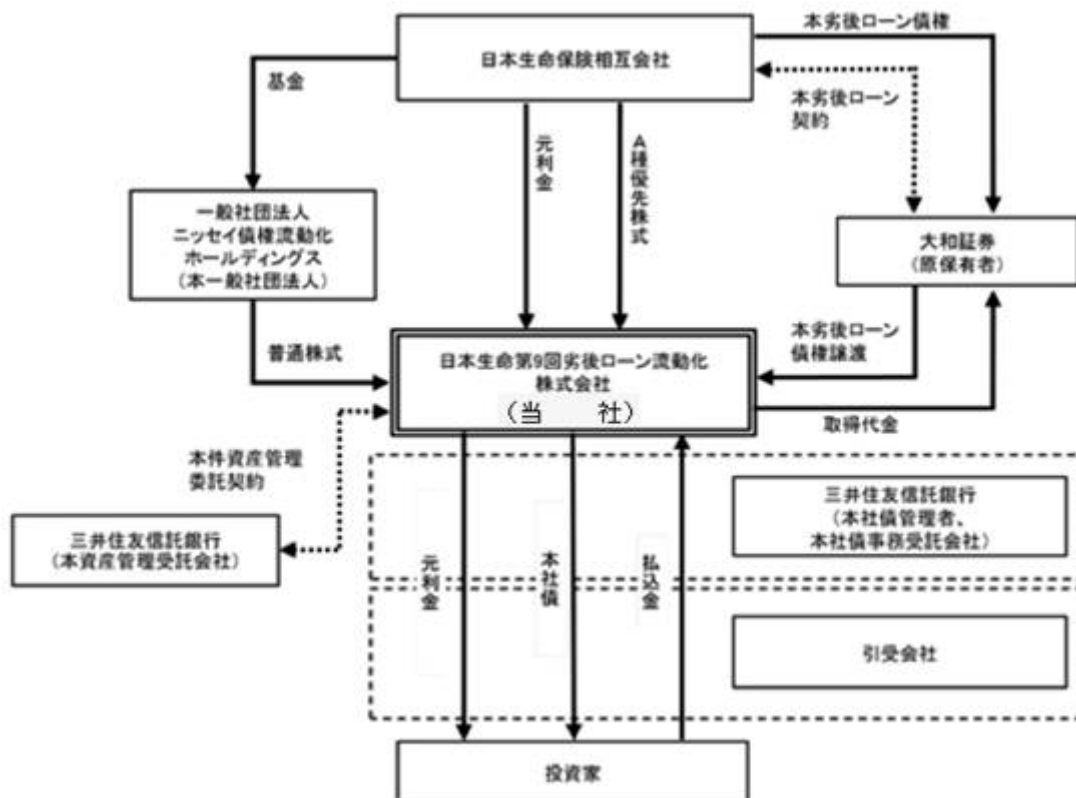 本劣後ローン債権
日本生命保険相互会社
基金
本劣後ローン
契約
元利金
A種優先株式
一般社団法人
ニッセイ債権流動化
ホールディングス
(本一般社団法人)
大和証券
(原保有者)
普通株式
本劣後ローン
債権譲渡
日本生命第9回劣後ローン流動化
株式会社
(当 社)
取得代金
本件資産管理
委託契約
三井住友信託銀行
(本社債管理者、
本社債事務受託会社)
三井住友信託銀行
(本資産管理受託会社)
元利金
本社債
払込金
引受会社
投資家